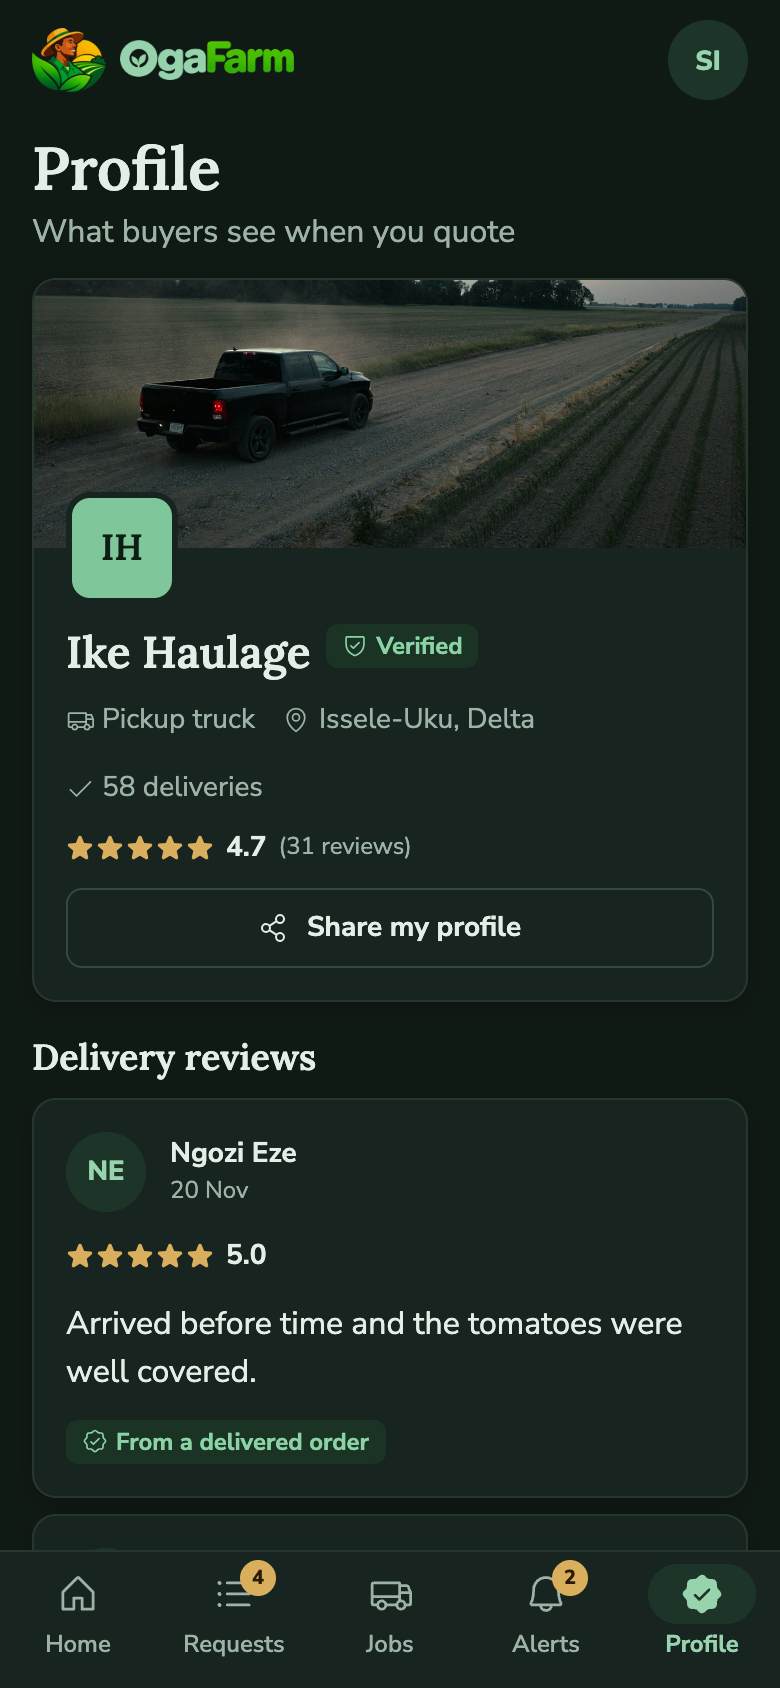 OgaFarm
SI
Profile
What buyers see when you quote
IH
Ike Haulage
Verified
Pickup truck
Issele-Uku, Delta
58 deliveries
4.7 (31 reviews)
Share my profile
Delivery reviews
NE
Ngozi Eze
20 Nov
5.0
Arrived before time and the tomatoes were
well covered.
From a delivered order
4
2
Home
Requests
Jobs
Alerts
Profile